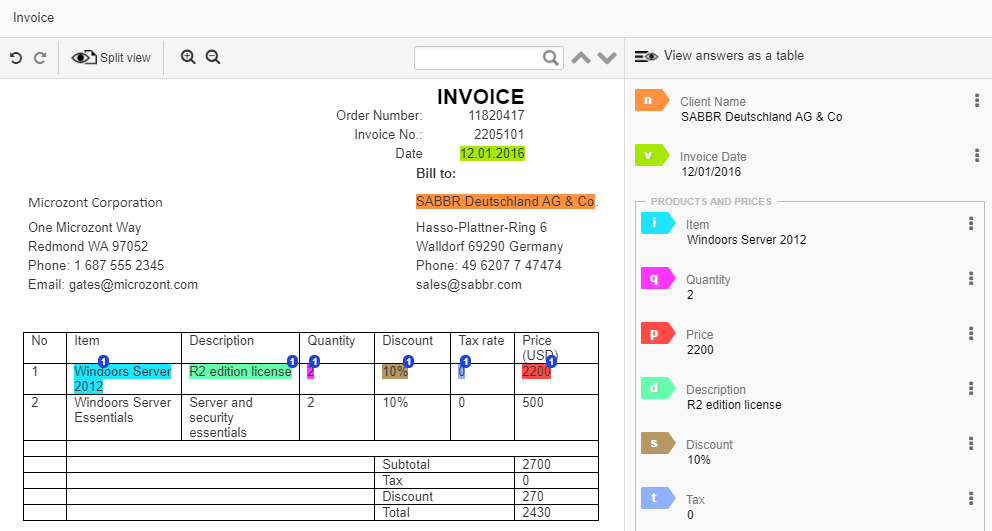 Invoice
Split view
View answers as a table
INVOICE
Order Number: 11820417
Invoice No.: 2205101
Date 12.01.2016
Bill to:
Microzont Corporation
SABBR Deutschland AG & Co.
One Microzont Way
Hasso-Plattner-Ring 6
Redmond WA 97052
Walldorf 69290 Germany
Phone: 1 687 555 2345
Phone: 49 6207 7 47474
Email: gates@microzont.com
sales@sabbr.com
No Item Description Quantity Discount Tax rate Price
(USD)
1 1 1 1 1 1
1 Windoors Server R2 edition license 2 10% 0 2200
2012
2 Windoors Server Server and 2 10% 0 500
Essentials security
essentials
Subtotal 2700
Tax 0
Discount 270
Total 2430
n Client Name
SABBR Deutschland AG & Co
v Invoice Date
12/01/2016
PRODUCTS AND PRICES
i Item
Windoors Server 2012
q Quantity
2
p Price
2200
d Description
R2 edition license
s Discount
10%
t Tax
0